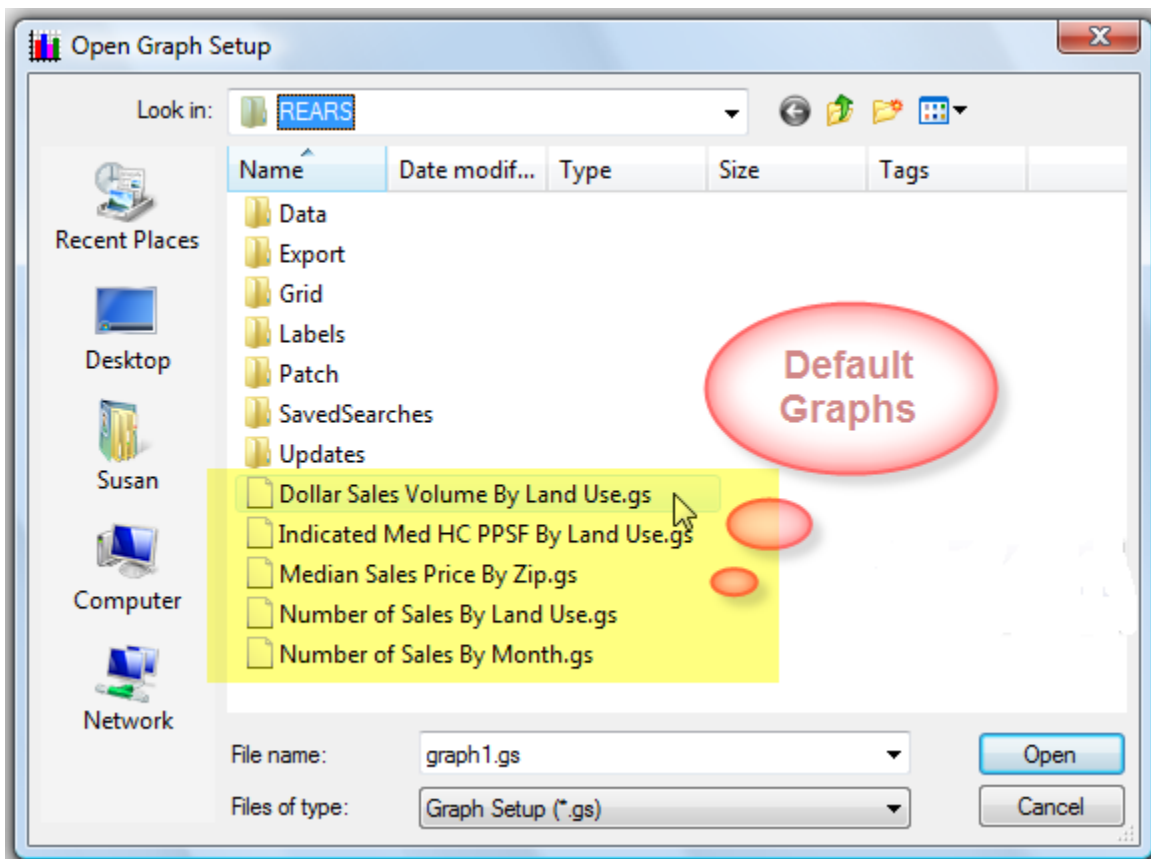 Open Graph Setup
Look in:
REARS
Name Date modif... Type Size Tags
Recent Places
Desktop
Susan
Computer
Network
Data
Export
Grid
Labels
Patch
SavedSearches
Updates
Dollar Sales Volume By Land Use.gs
Indicated Med HC PPSF By Land Use.gs
Median Sales Price By Zip.gs
Number of Sales By Land Use.gs
Number of Sales By Month.gs
Default
Graphs
File name: graph1.gs Open
Files of type: Graph Setup (*.gs) Cancel